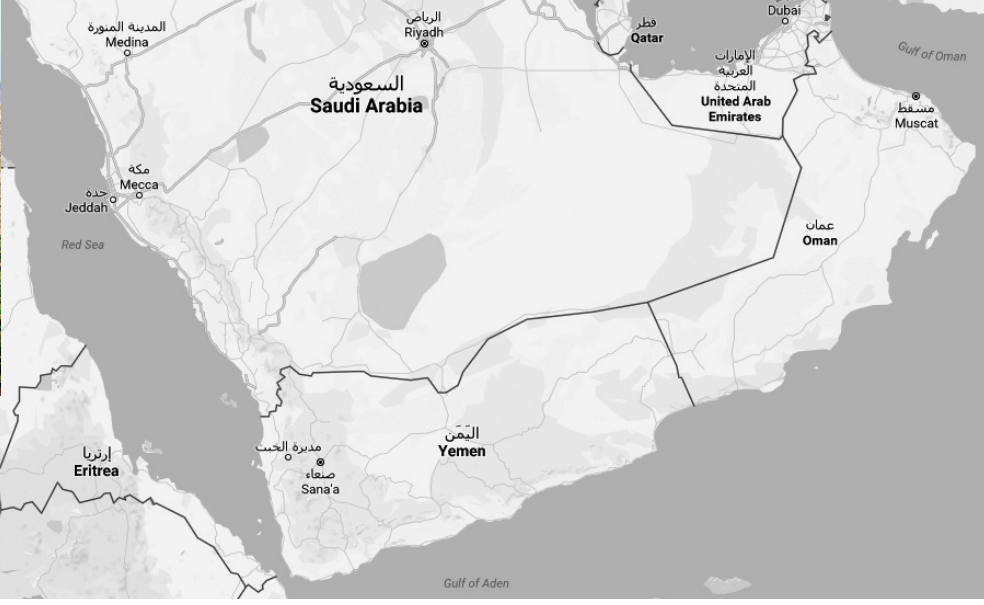 المدينة المنورة
Medina
الرياض
Riyadh
قطر
Qatar
Dubai
Gulf of Oman
السعودية
Saudi Arabia
الإمارات
العربية
المتحدة
United Arab
Emirates
مسقط
Muscat
مكة
Mecca
جدة
Jeddah
Red Sea
عمان
Oman
إرتريا
Eritrea
مديرة الخبت
صنعاء
Sana'a
اليَمَن
Yemen
Gulf of Aden